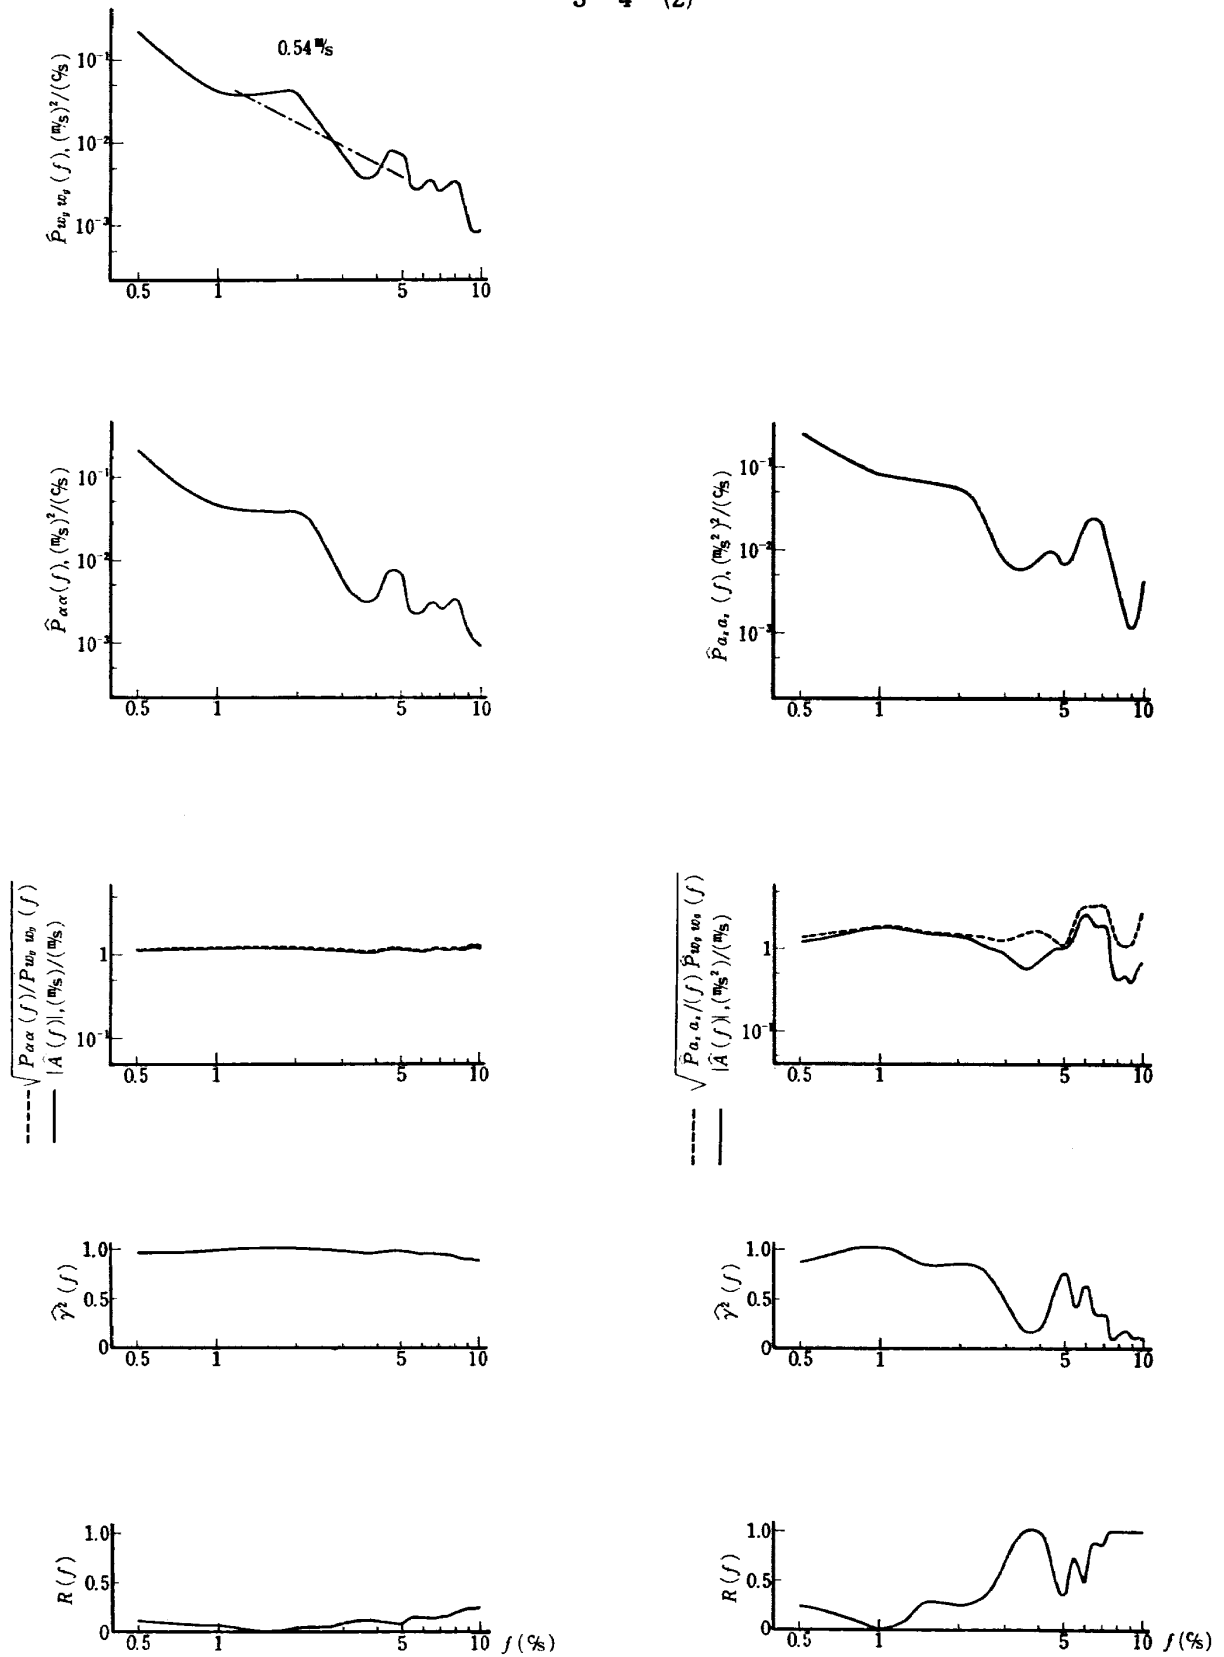 3 4 (2)
0.54 m/s
P̂w_g w_g (f), (m/s)²/(c/s)
10⁻¹
10⁻²
10⁻³
0.5 1 5 10
P̂αα(f), (m/s)²/(c/s)
10⁻¹
10⁻²
10⁻³
0.5 1 5 10
P̂a_z a_z (f), (m/s²)²/(c/s)
10⁻¹
10⁻²
10⁻³
0.5 1 5 10
√Pαα(f)/Pw_g w_g (f)
|Â(f)|, (m/s)/(m/s)
1
10⁻¹
0.5 1 5 10
√P̂a_z a_z/(f) P̂w_g w_g (f)
|Â(f)|, (m/s²)/(m/s)
1
10⁻¹
0.5 1 5 10
γ̂² (f)
1.0
0.5
0
0.5 1 5 10
γ̂² (f)
1.0
0.5
0
0.5 1 5 10
R (f)
1.0
0.5
0
0.5 1 5 10 f (c/s)
R (f)
1.0
0.5
0
0.5 1 5 10 f (c/s)